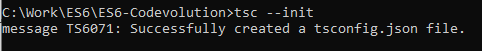 C:\Work\ES6\ES6-Codevolution>tsc --init
message TS6071: Successfully created a tsconfig.json file.